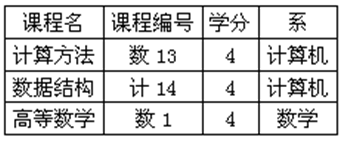 课程名 课程编号 学分 系
计算方法 数 13 4 计算机
数据结构 计 14 4 计算机
高等数学 数 1 4 数学